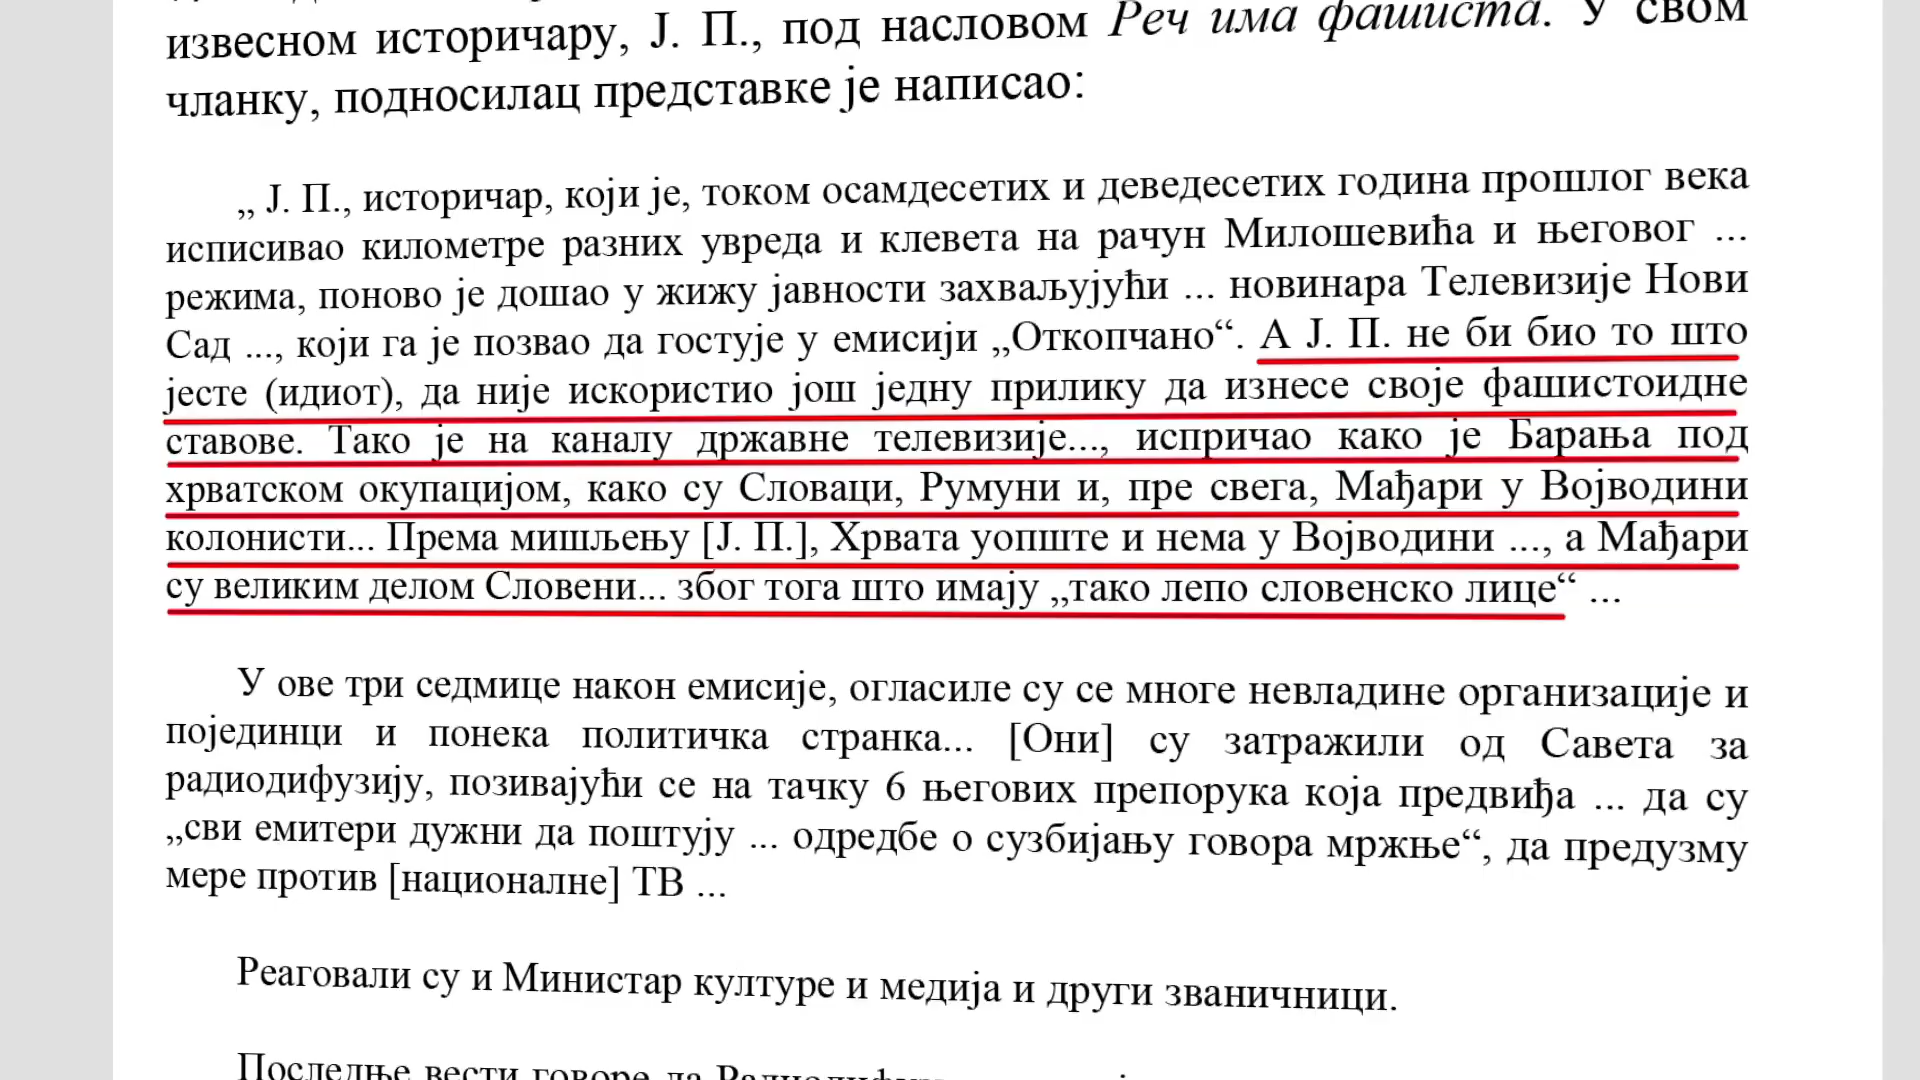 извесном историчару, Ј. П., под насловом Реч има фашиста. У свом
чланку, подносилац представке је написао:
„ Ј. П., историчар, који је, током осамдесетих и деведесетих година прошлог века
исписивао километре разних увреда и клевета на рачун Милошевића и његовог ...
режима, поново је дошао у жижу јавности захваљујући ... новинара Телевизије Нови
Сад ..., који га је позвао да гостује у емисији „Откопчано“. А Ј. П. не би био то што
јесте (идиот), да није искористио још једну прилику да изнесе своје фашистоидне
ставове. Тако је на каналу државне телевизије..., испричао како је Барања под
хрватском окупацијом, како су Словаци, Румуни и, пре свега, Мађари у Војводини
колонисти... Према мишљењу [Ј. П.], Хрвата уопште и нема у Војводини ..., а Мађари
су великим делом Словени... због тога што имају „тако лепо словенско лице“ ...
У ове три седмице након емисије, огласиле су се многе невладине организације и
појединци и понека политичка странка... [Они] су затражили од Савета за
радиодифузију, позивајући се на тачку 6 његових препорука која предвиђа ... да су
„сви емитери дужни да поштују ... одредбе о сузбијању говора мржње“, да предузму
мере против [националне] ТВ ...
Реаговали су и Министар културе и медија и други званичници.
Последње вести говоре да